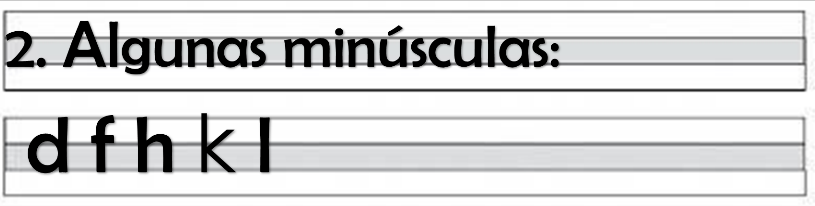 2. Algunas minúsculas:
d f h k l